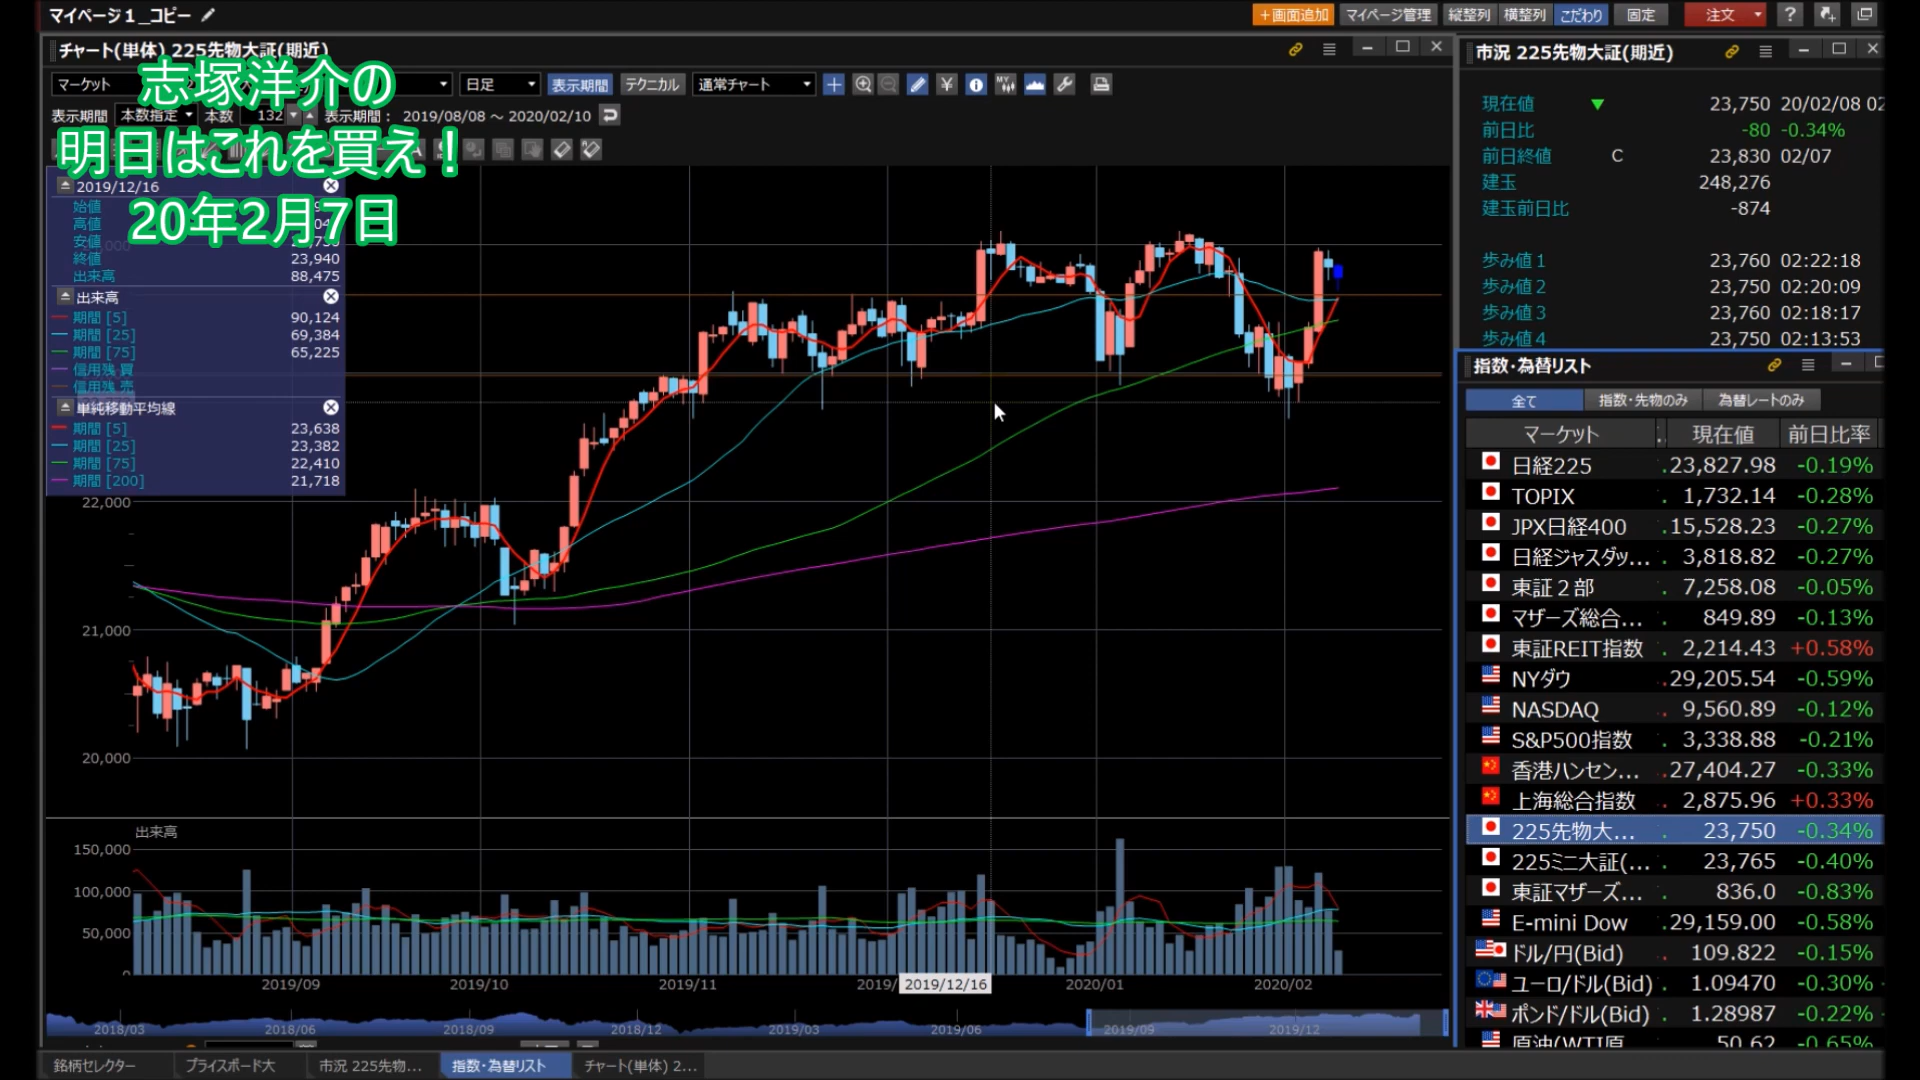 マイページ１_コピー
＋画面追加
マイページ管理
縦整列
横整列
こだわり
固定
注文
?
チャート(単体) 225先物大証(期近)
マーケット
日足
表示期間
テクニカル
通常チャート
¥
表示期間
本数指定
本数
132
表示期間：
2019/08/08 ～ 2020/02/10
志塚洋介の
明日はこれを買え！
20年2月7日
2019/12/16
始値
高値
安値
終値 23,940
出来高 88,475
出来高
期間 [5] 90,124
期間 [25] 69,384
期間 [75] 65,225
信用残 買
信用残 売
単純移動平均線
期間 [5] 23,638
期間 [25] 23,382
期間 [75] 22,410
期間 [200] 21,718
22,000
21,000
20,000
出来高
150,000
100,000
50,000
0
2019/09
2019/10
2019/11
2019/
2019/12/16
2020/01
2020/02
2018/03
2018/06
2018/09
2018/12
2019/03
2019/06
2019/09
2019/12
銘柄セレクター
プライスボード大
市況 225先物...
指数・為替リスト
チャート(単体) 2...
市況 225先物大証(期近)
現在値 ▼ 23,750 20/02/08 02
前日比 -80 -0.34%
前日終値 C 23,830 02/07
建玉 248,276
建玉前日比 -874
歩み値１ 23,760 02:22:18
歩み値２ 23,750 02:20:09
歩み値３ 23,760 02:18:17
歩み値４ 23,750 02:13:53
指数・為替リスト
全て
指数・先物のみ
為替レートのみ
マーケット 現在値 前日比率
日経225 23,827.98 -0.19%
TOPIX 1,732.14 -0.28%
JPX日経400 15,528.23 -0.27%
日経ジャスダッ... 3,818.82 -0.27%
東証２部 7,258.08 -0.05%
マザーズ総合... 849.89 -0.13%
東証REIT指数 2,214.43 +0.58%
NYダウ 29,205.54 -0.59%
NASDAQ 9,560.89 -0.12%
S&P500指数 3,338.88 -0.21%
香港ハンセン... 27,404.27 -0.33%
上海総合指数 2,875.96 +0.33%
225先物大... 23,750 -0.34%
225ミニ大証(... 23,765 -0.40%
東証マザーズ... 836.0 -0.83%
E-mini Dow 29,159.00 -0.58%
ドル/円(Bid) 109.822 -0.15%
ユーロ/ドル(Bid) 1.09470 -0.30%
ポンド/ドル(Bid) 1.28987 -0.22%
原油(WTI原 50.62 -0.65%